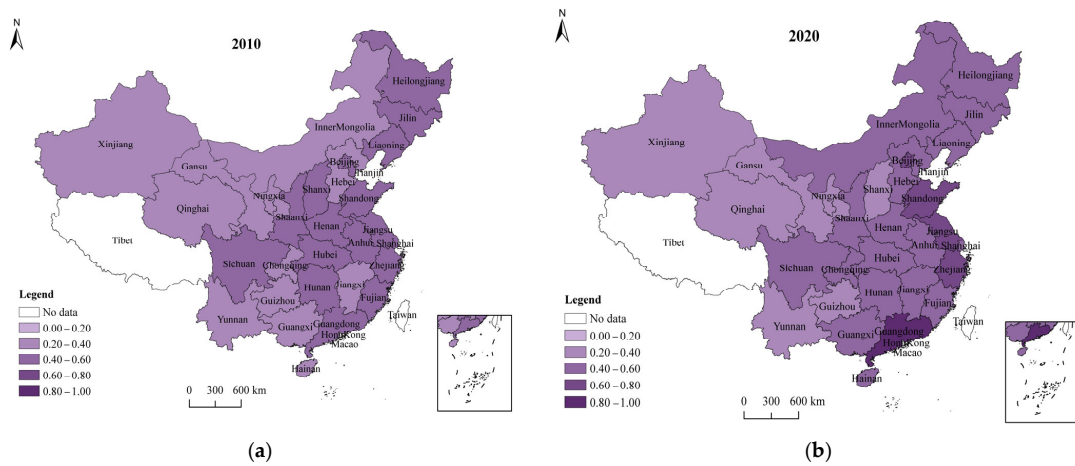 N
2010
Heilongjiang
Jilin
InnerMongolia
Liaoning
Xinjiang
Gansu
Beijing
Tianjin
Hebei
Ningxia
Shanxi
Shandong
Qinghai
Shaanxi
Henan
Jiangsu
Tibet
Anhui
Shanghai
Hubei
Sichuan
Chongqing
Zhejiang
Hunan
Jiangxi
Guizhou
Fujian
Yunnan
Guangxi
Guangdong
Taiwan
HongKong
Macao
Hainan
Legend
No data
0.00 – 0.20
0.20 – 0.40
0.40 – 0.60
0.60 – 0.80
0.80 – 1.00
0 300 600 km
(a)
N
2020
Heilongjiang
Jilin
InnerMongolia
Liaoning
Xinjiang
Gansu
Beijing
Tianjin
Hebei
Ningxia
Shanxi
Shandong
Qinghai
Shaanxi
Henan
Jiangsu
Tibet
Anhui
Shanghai
Hubei
Sichuan
Chongqing
Zhejiang
Hunan
Jiangxi
Guizhou
Fujian
Yunnan
Guangxi
Guangdong
Taiwan
HongKong
Macao
Hainan
Legend
No data
0.00 – 0.20
0.20 – 0.40
0.40 – 0.60
0.60 – 0.80
0.80 – 1.00
0 300 600 km
(b)